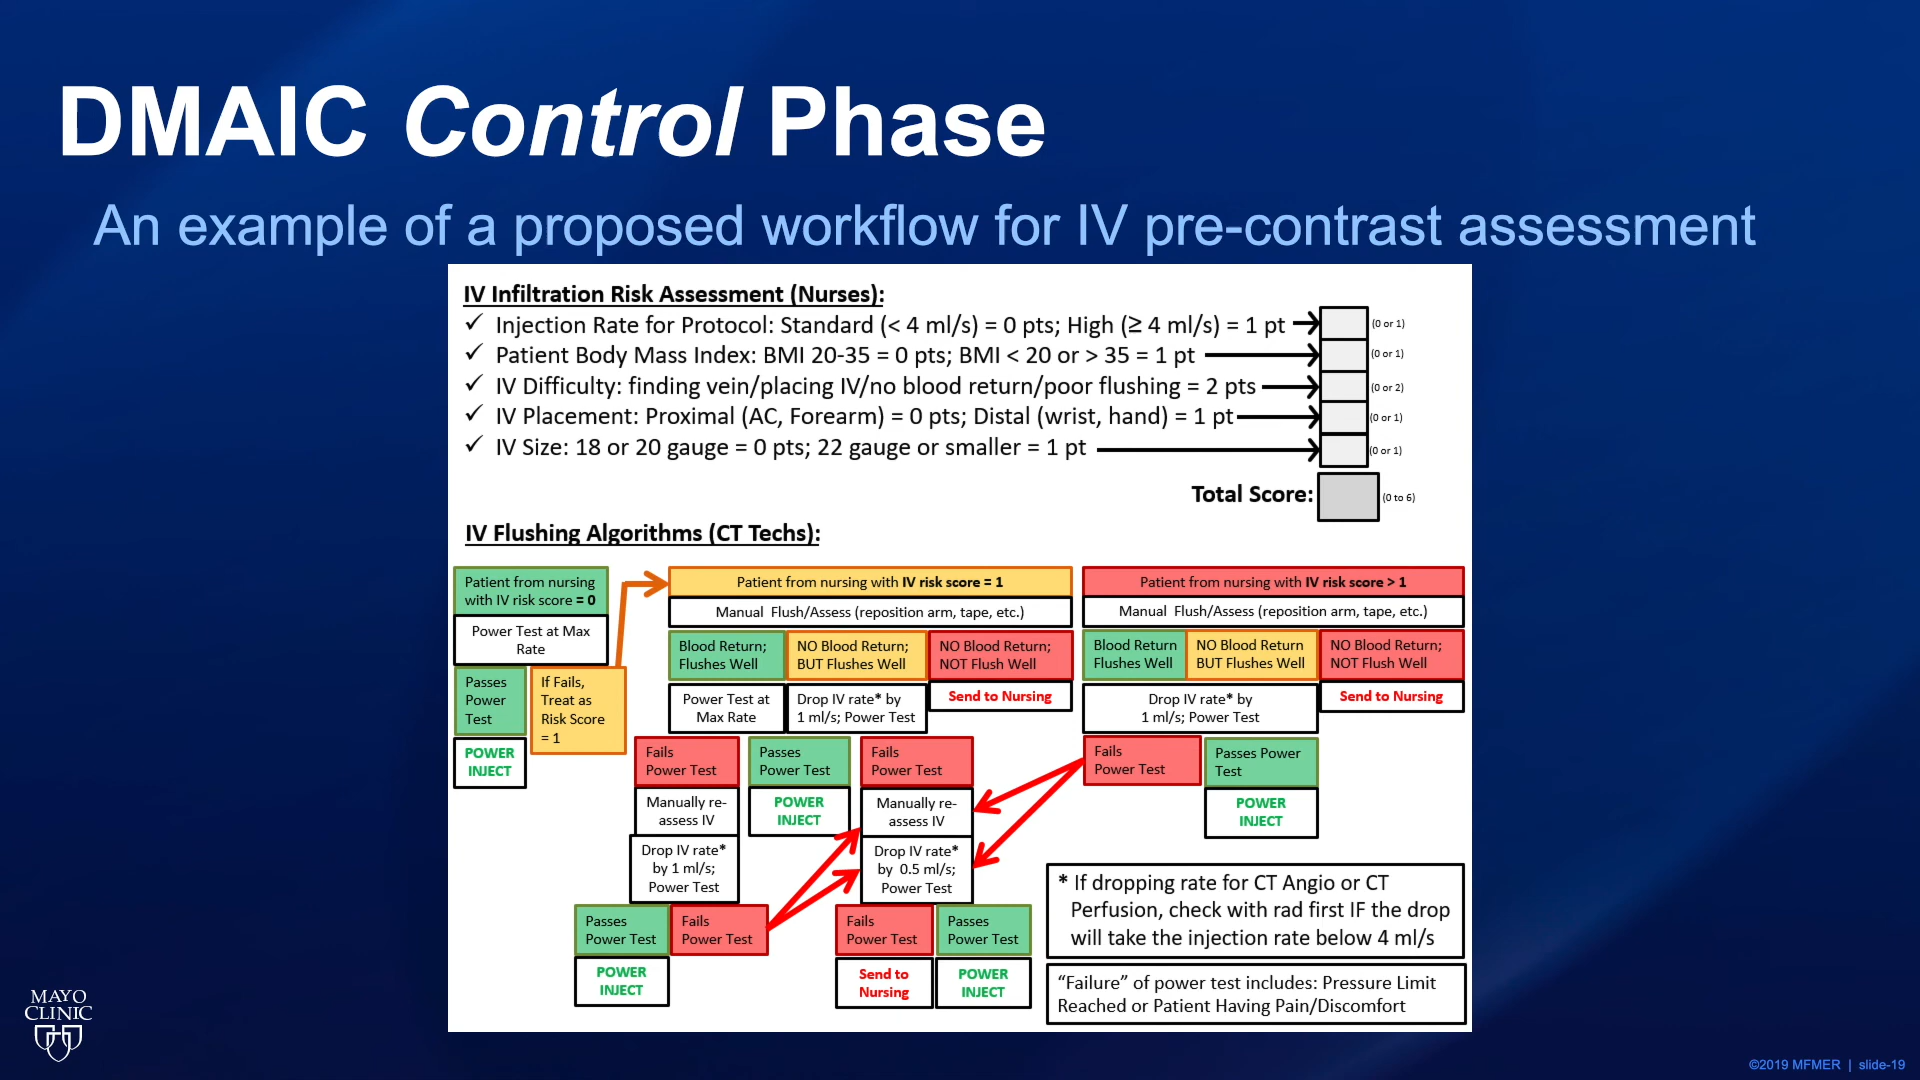 DMAIC Control Phase
An example of a proposed workflow for IV pre-contrast assessment
IV Infiltration Risk Assessment (Nurses):
✓ Injection Rate for Protocol: Standard (< 4 ml/s) = 0 pts; High (≥ 4 ml/s) = 1 pt
(0 or 1)
✓ Patient Body Mass Index: BMI 20-35 = 0 pts; BMI < 20 or > 35 = 1 pt
(0 or 1)
✓ IV Difficulty: finding vein/placing IV/no blood return/poor flushing = 2 pts
(0 or 2)
✓ IV Placement: Proximal (AC, Forearm) = 0 pts; Distal (wrist, hand) = 1 pt
(0 or 1)
✓ IV Size: 18 or 20 gauge = 0 pts; 22 gauge or smaller = 1 pt
(0 or 1)
Total Score:
(0 to 6)
IV Flushing Algorithms (CT Techs):
Patient from nursing
with IV risk score = 0
Power Test at Max
Rate
Passes
Power
Test
POWER
INJECT
If Fails,
Treat as
Risk Score
= 1
Patient from nursing with IV risk score = 1
Manual Flush/Assess (reposition arm, tape, etc.)
Blood Return;
Flushes Well
NO Blood Return;
BUT Flushes Well
NO Blood Return;
NOT Flush Well
Power Test at
Max Rate
Drop IV rate* by
1 ml/s; Power Test
Send to Nursing
Fails
Power Test
Manually re-
assess IV
Drop IV rate*
by 1 ml/s;
Power Test
Passes
Power Test
POWER
INJECT
Fails
Power Test
Manually re-
assess IV
Drop IV rate*
by 0.5 ml/s;
Power Test
Passes
Power Test
POWER
INJECT
Fails
Power Test
Fails
Power Test
Send to
Nursing
Passes
Power Test
POWER
INJECT
Patient from nursing with IV risk score > 1
Manual Flush/Assess (reposition arm, tape, etc.)
Blood Return
Flushes Well
NO Blood Return
BUT Flushes Well
NO Blood Return;
NOT Flush Well
Drop IV rate* by
1 ml/s; Power Test
Send to Nursing
Fails
Power Test
Passes Power
Test
POWER
INJECT
* If dropping rate for CT Angio or CT
Perfusion, check with rad first IF the drop
will take the injection rate below 4 ml/s
“Failure” of power test includes: Pressure Limit
Reached or Patient Having Pain/Discomfort
MAYO
CLINIC
©2019 MFMER | slide-19